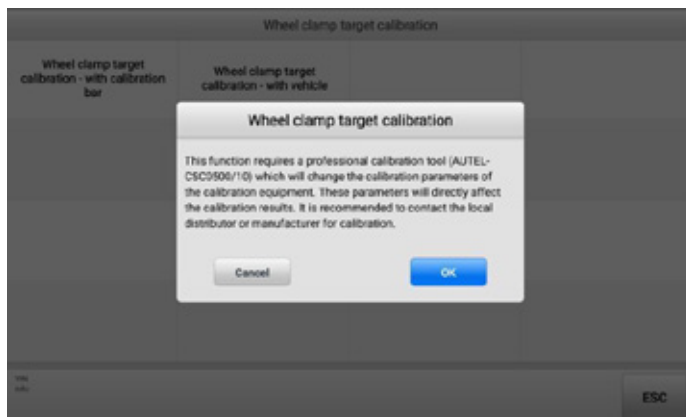 Wheel clamp target calibration
Wheel clamp target
calibration - with calibration
bar
Wheel clamp target
calibration - with vehicle
Wheel clamp target calibration
This function requires a professional calibration tool (AUTEL-
CSC0500/10) which will change the calibration parameters of
the calibration equipment. These parameters will directly affect
the calibration results. It is recommended to contact the local
distributor or manufacturer for calibration.
Cancel
OK
ESC